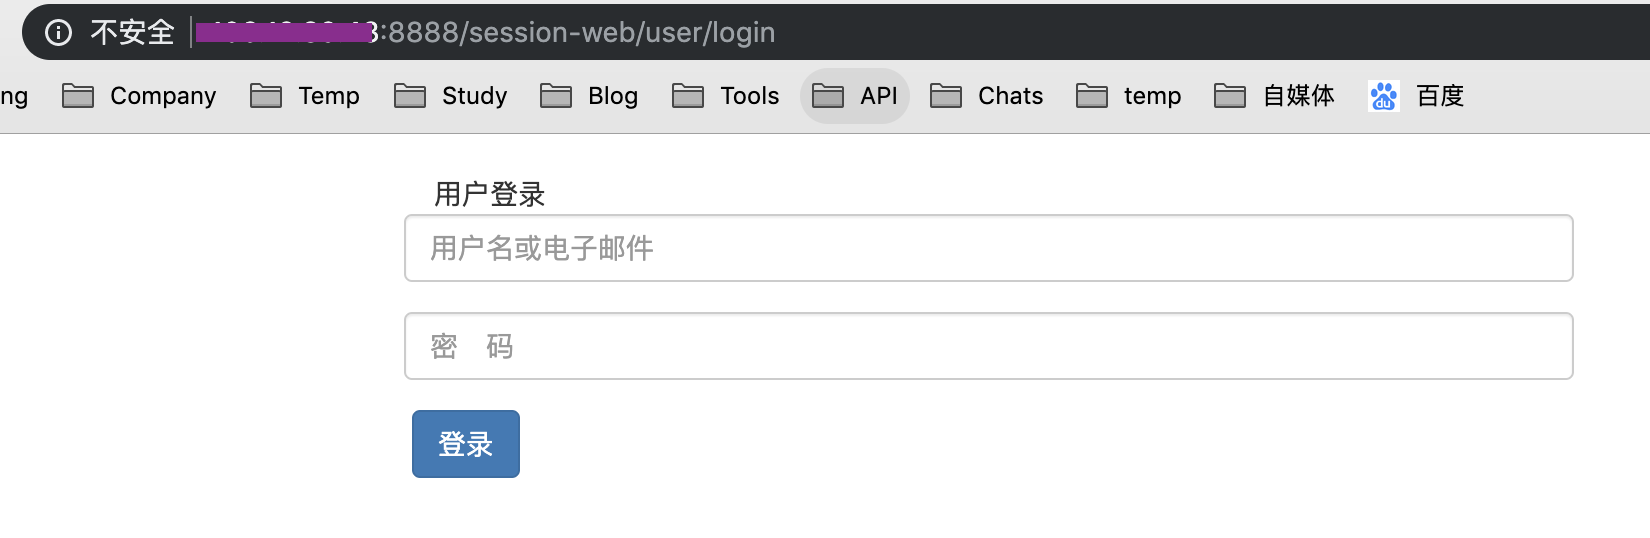 不安全 :8888/session-web/user/login
ng Company Temp Study Blog Tools API Chats temp 自媒体 du 百度
用户登录
用户名或电子邮件
密 码
登录